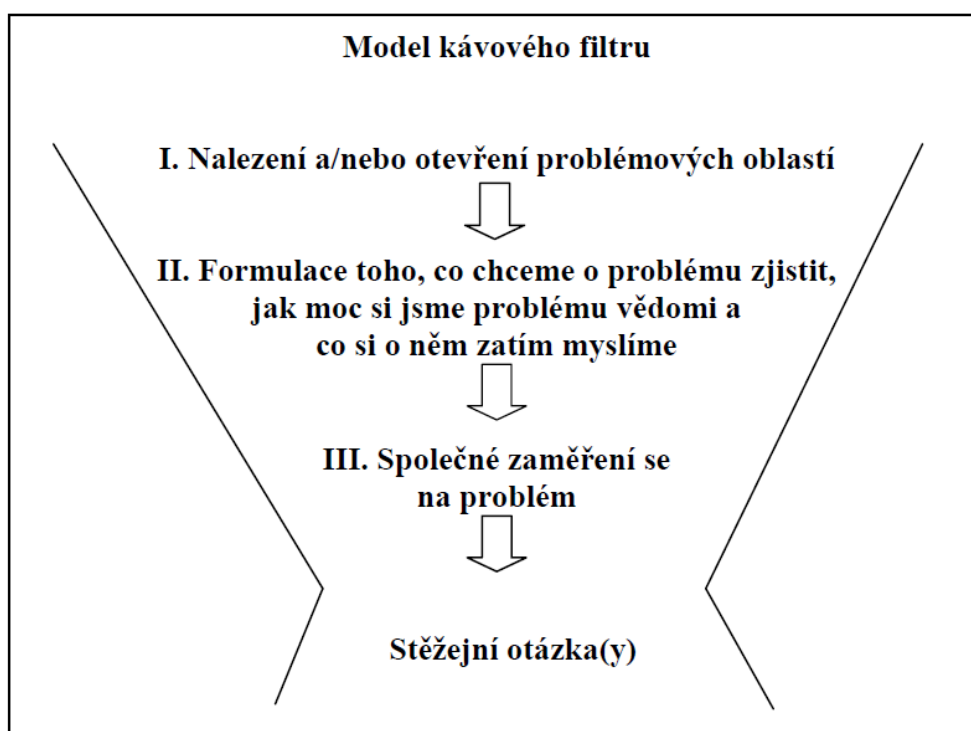 Model kávového filtru
I. Nalezení a/nebo otevření problémových oblastí
II. Formulace toho, co chceme o problému zjistit,
jak moc si jsme problému vědomi a
co si o něm zatím myslíme
III. Společné zaměření se
na problém
Stěžejní otázka(y)